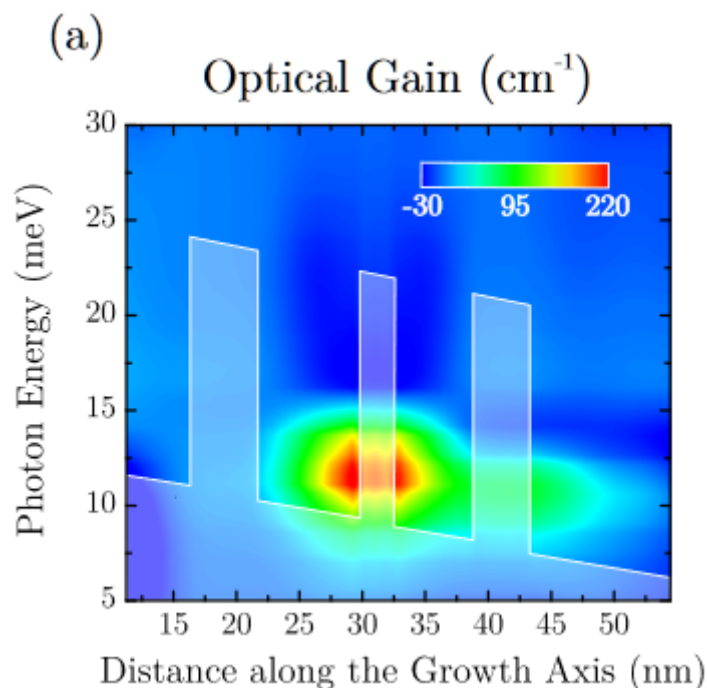 (a)
Optical Gain (cm⁻¹)
30
25
20
15
10
5
Photon Energy (meV)
-30 95 220
15 20 25 30 35 40 45 50
Distance along the Growth Axis (nm)